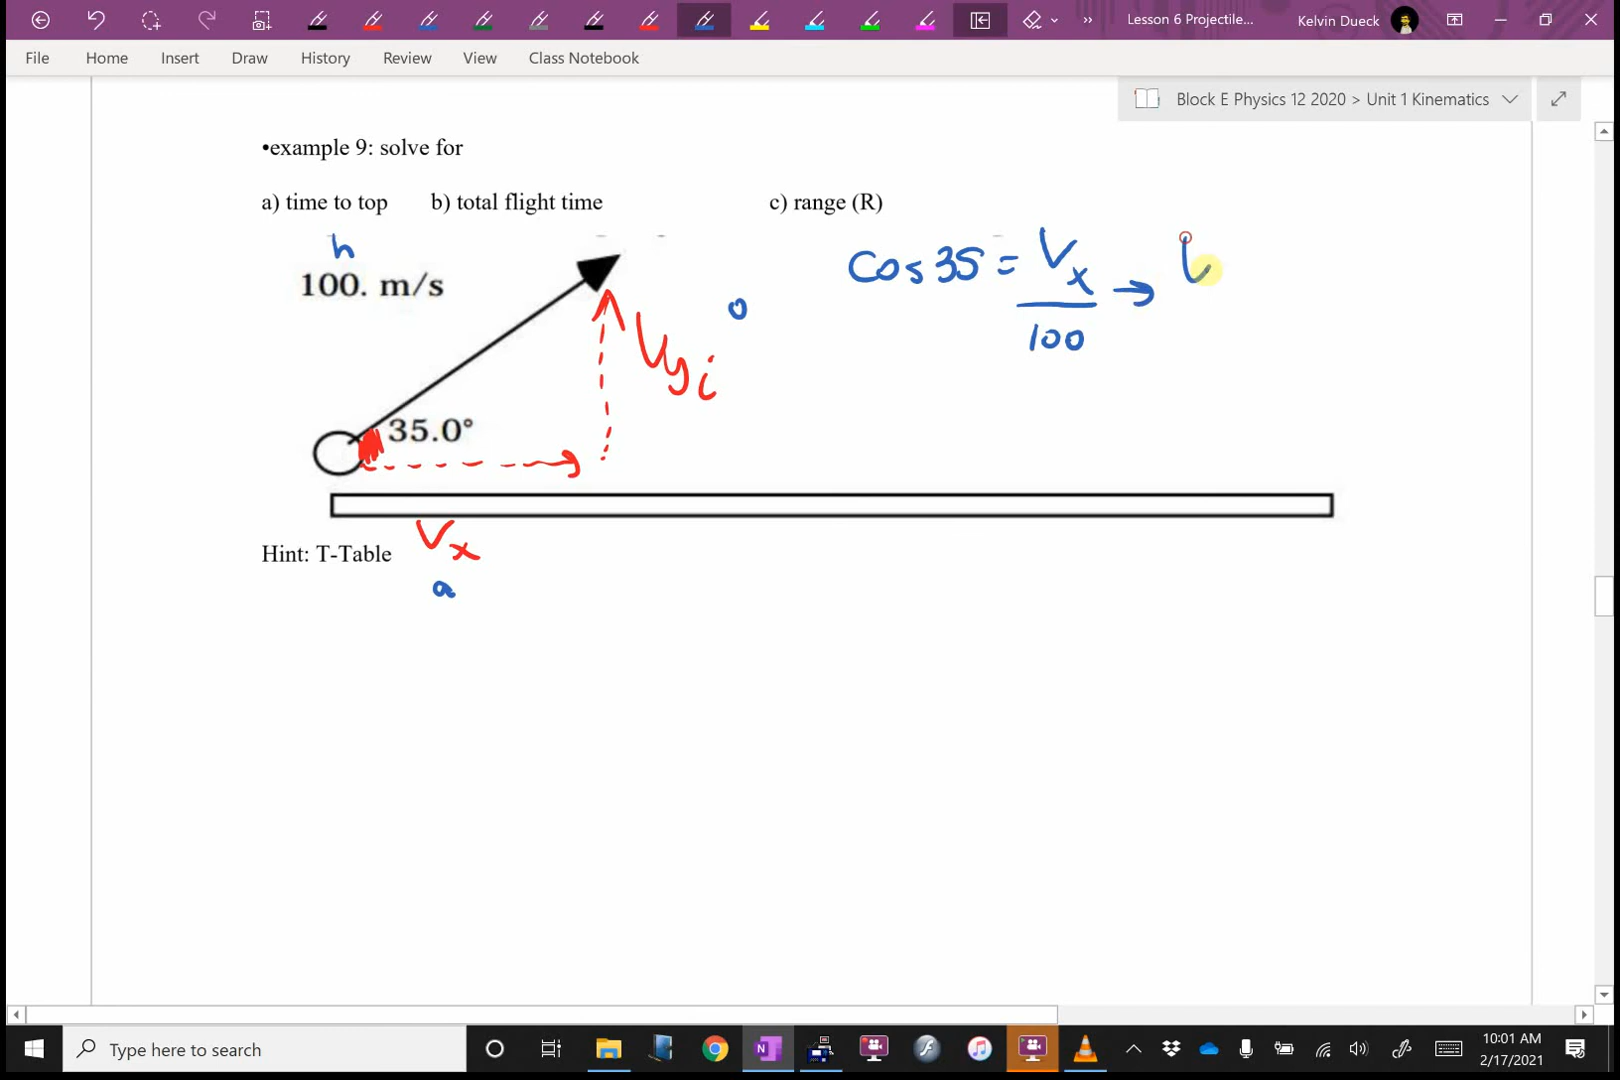 Lesson 6 Projectile...
Kelvin Dueck
File Home Insert Draw History Review View Class Notebook
Block E Physics 12 2020 > Unit 1 Kinematics
•example 9: solve for
a) time to top b) total flight time c) range (R)
h
100. m/s
cos 35 = Vx → V
100
o
Vyi
35.0°
Vx
Hint: T-Table
a
Type here to search
10:01 AM
2/17/2021